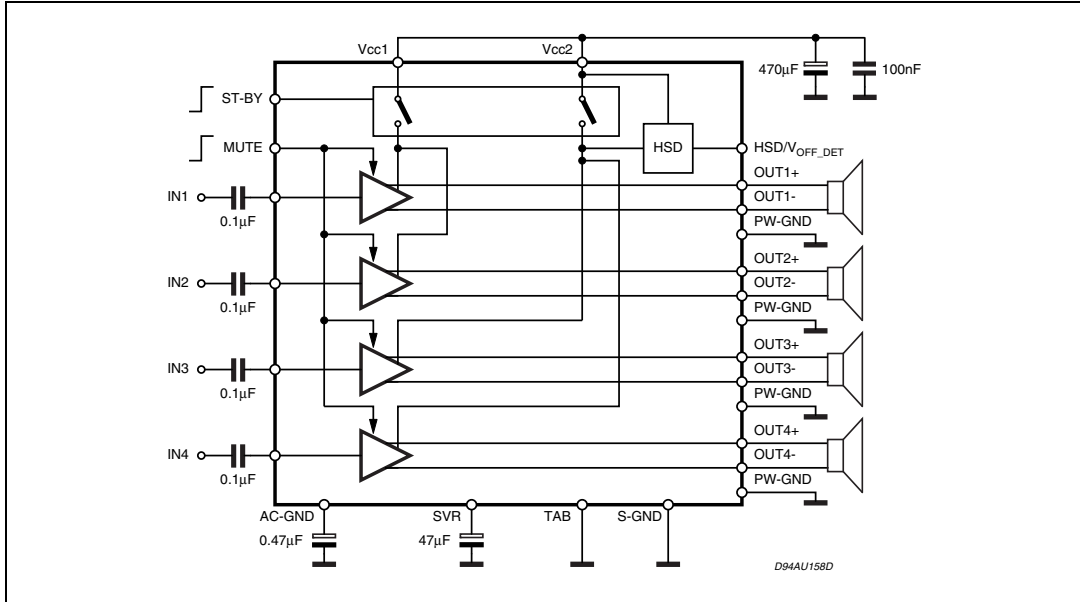 Vcc1 Vcc2
470μF 100nF
ST-BY
MUTE HSD HSD/VOFF_DET
OUT1+
IN1 OUT1-
0.1μF PW-GND
OUT2+
IN2 OUT2-
0.1μF PW-GND
OUT3+
IN3 OUT3-
0.1μF PW-GND
OUT4+
IN4 OUT4-
0.1μF PW-GND
AC-GND SVR TAB S-GND
0.47μF 47μF
D94AU158D